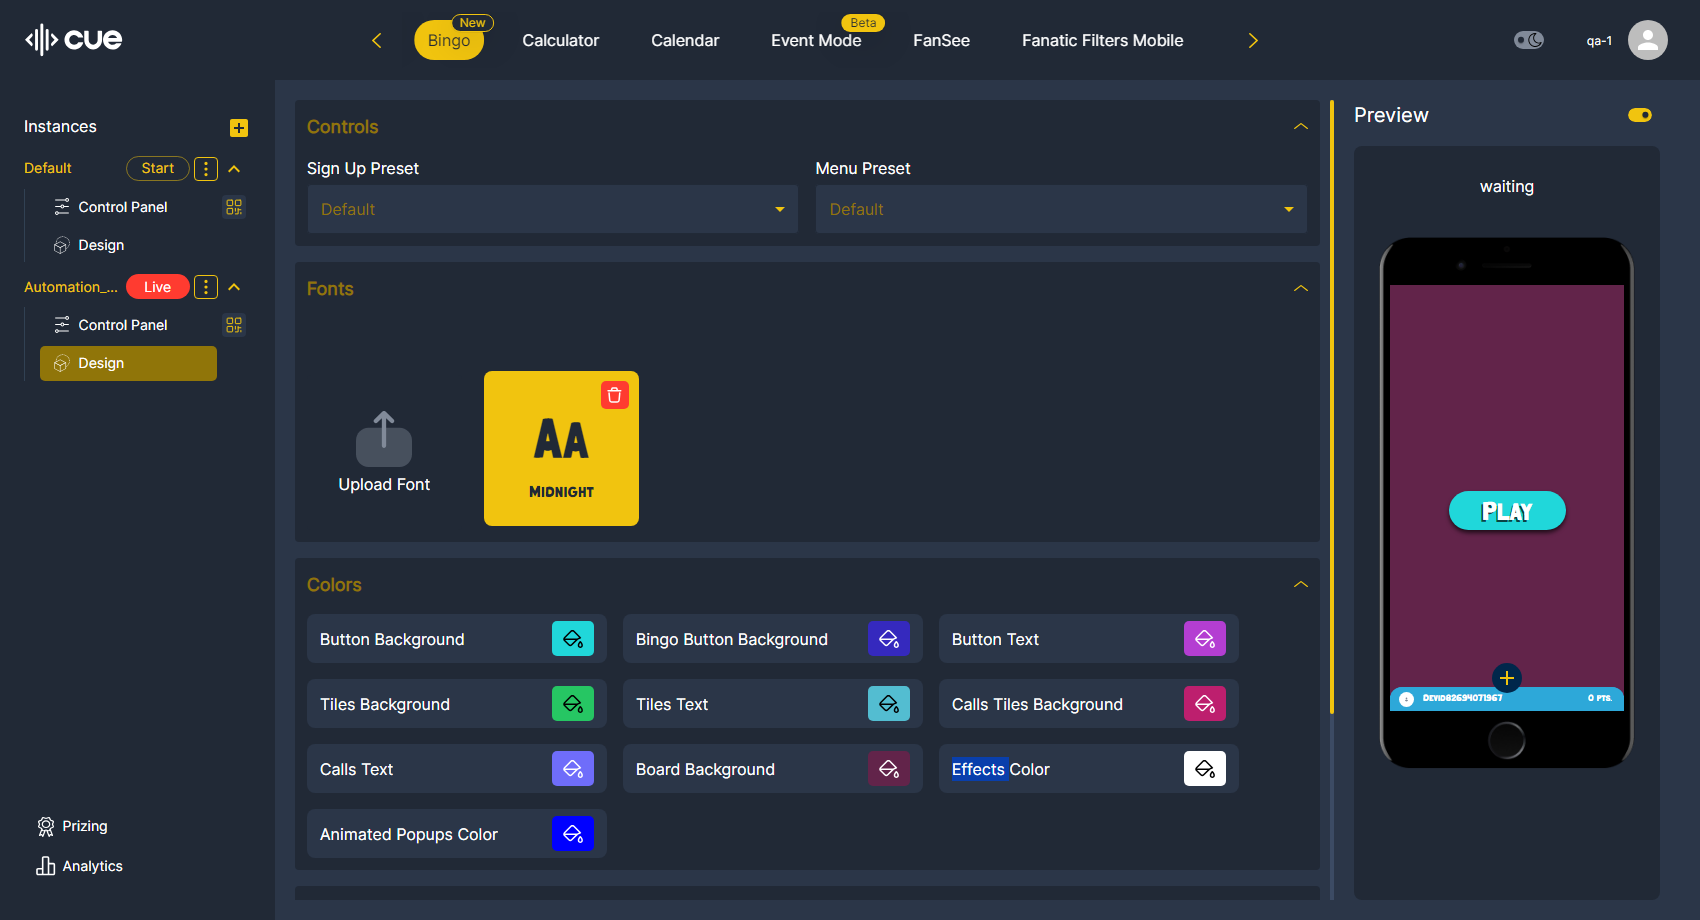 cue
New
Bingo
Calculator
Calendar
Beta
Event Mode
FanSee
Fanatic Filters Mobile
qa-1
Instances
Default
Start
Control Panel
Design
Automation_...
Live
Control Panel
Design
Prizing
Analytics
Controls
Sign Up Preset
Menu Preset
Default
Default
Fonts
Upload Font
AA
MIDNIGHT
Colors
Button Background
Bingo Button Background
Button Text
Tiles Background
Tiles Text
Calls Tiles Background
Calls Text
Board Background
Effects Color
Animated Popups Color
Preview
waiting
PLAY
0 PTS.